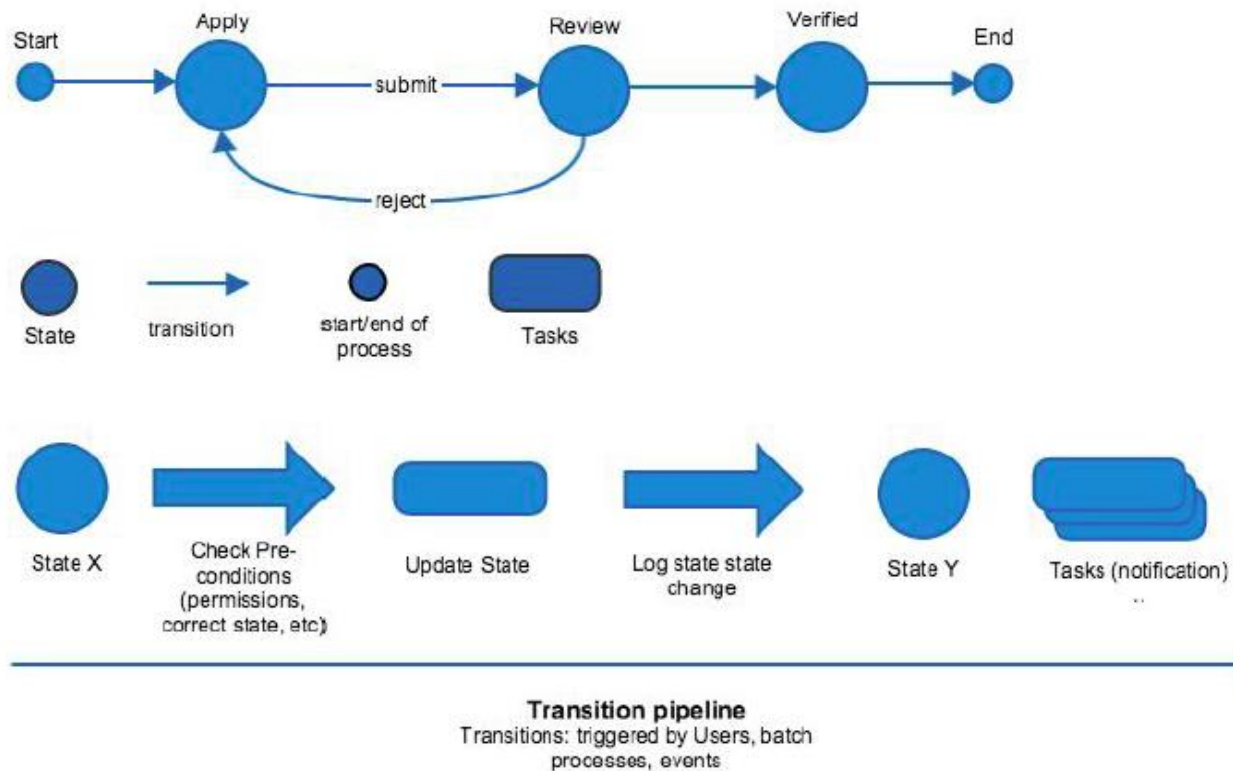 Start
Apply
Review
Verified
End
submit
reject
State
transition
start/end of
process
Tasks
State X
Check Pre-
conditions
(permissions,
correct state, etc)
Update State
Log state state
change
State Y
Tasks (notification)
..
Transition pipeline
Transitions: triggered by Users, batch
processes, events